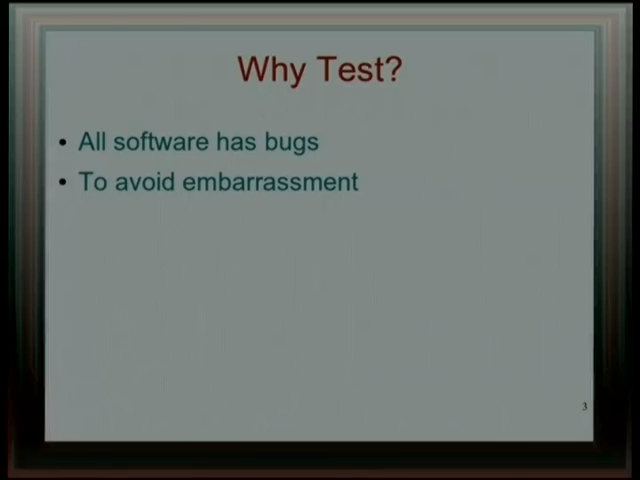 Why Test?
• All software has bugs
• To avoid embarrassment
3